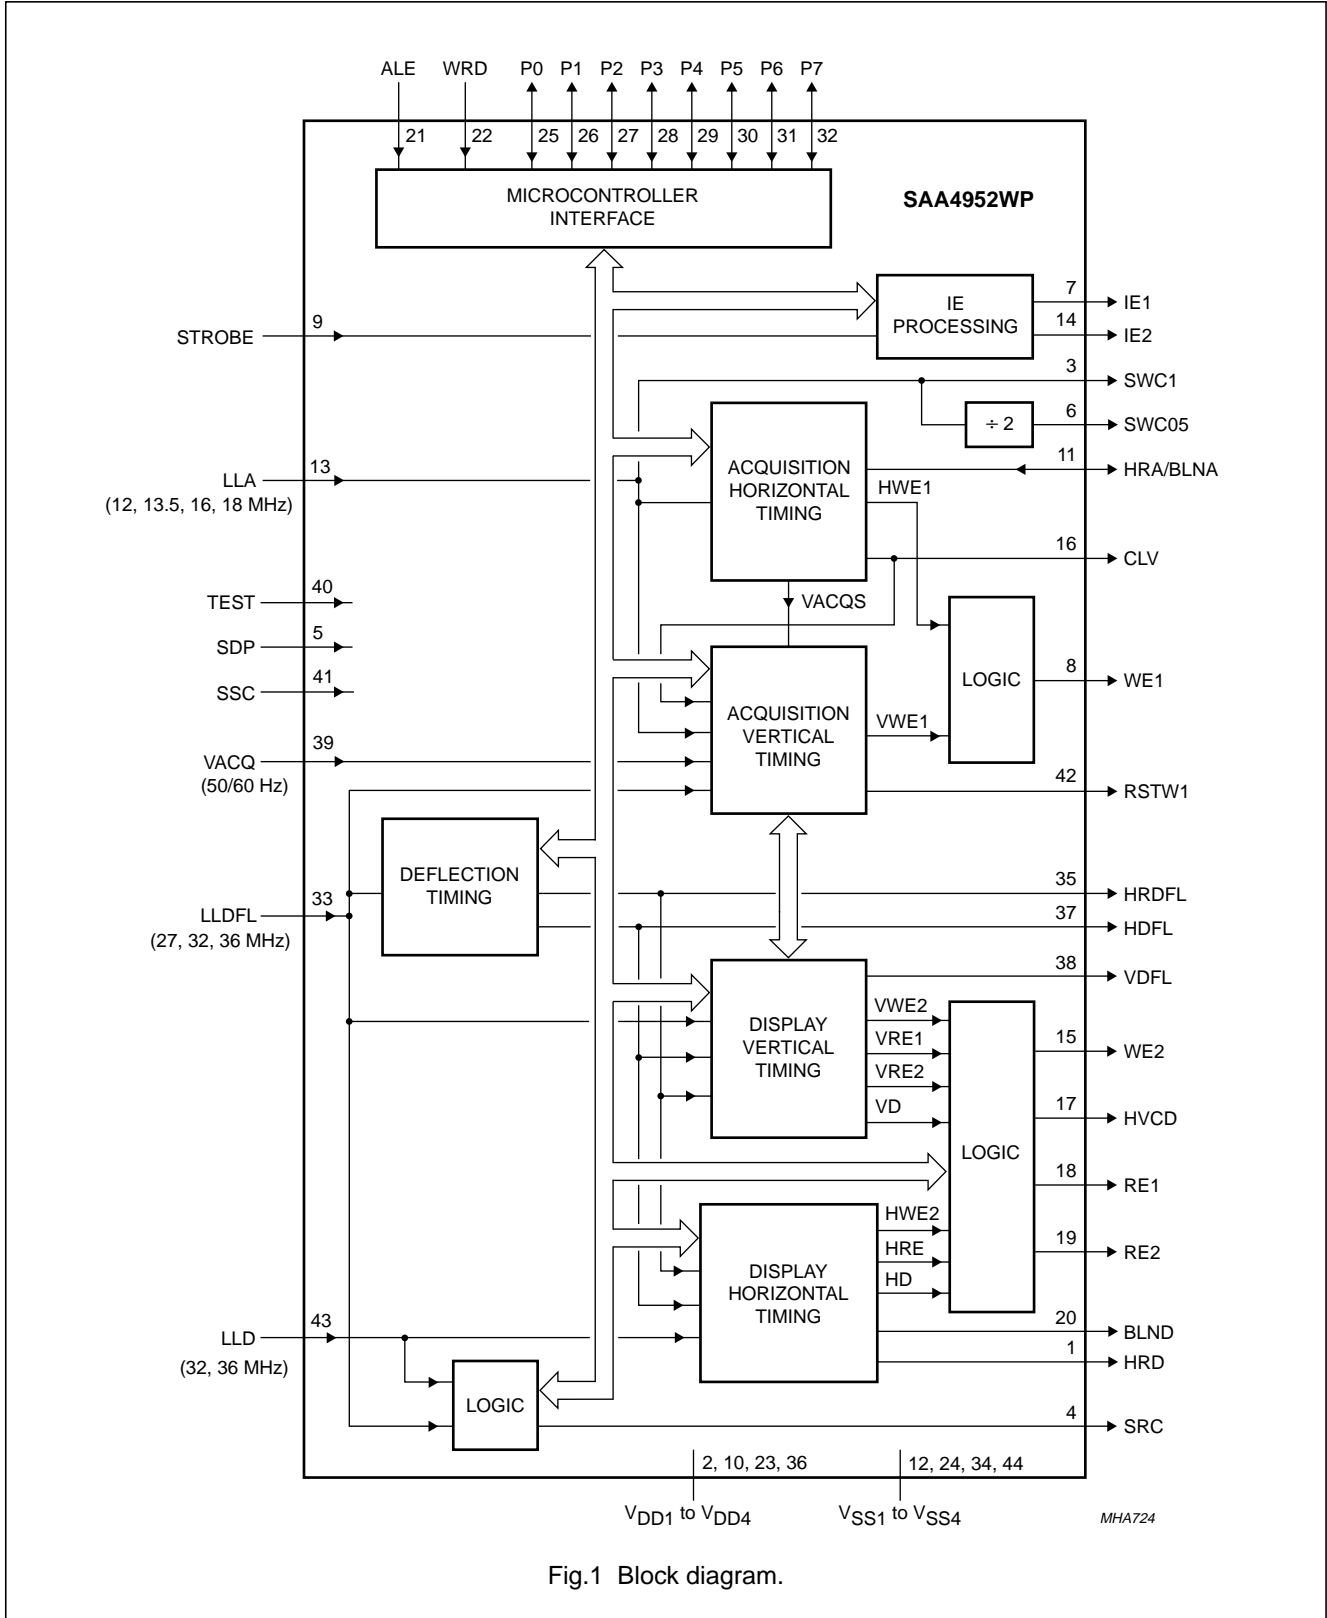 ALE WRD P0 P1 P2 P3 P4 P5 P6 P7
21 22 25 26 27 28 29 30 31 32
MICROCONTROLLER
INTERFACE
SAA4952WP
STROBE 9
IE
PROCESSING
7 IE1
14 IE2
3 SWC1
÷ 2
6 SWC05
LLA 13
(12, 13.5, 16, 18 MHz)
ACQUISITION
HORIZONTAL
TIMING
11 HRA/BLNA
HWE1
16 CLV
TEST 40
SDP 5
SSC 41
VACQS
LOGIC
8 WE1
VACQ 39
(50/60 Hz)
ACQUISITION
VERTICAL
TIMING
VWE1
42 RSTW1
DEFLECTION
TIMING
LLDFL 33
(27, 32, 36 MHz)
35 HRDFL
37 HDFL
38 VDFL
DISPLAY
VERTICAL
TIMING
VWE2
VRE1
VRE2
VD
LOGIC
15 WE2
17 HVCD
18 RE1
19 RE2
DISPLAY
HORIZONTAL
TIMING
HWE2
HRE
HD
20 BLND
1 HRD
LLD 43
(32, 36 MHz)
LOGIC
4 SRC
2, 10, 23, 36 12, 24, 34, 44
VDD1 to VDD4 VSS1 to VSS4
MHA724
Fig.1 Block diagram.